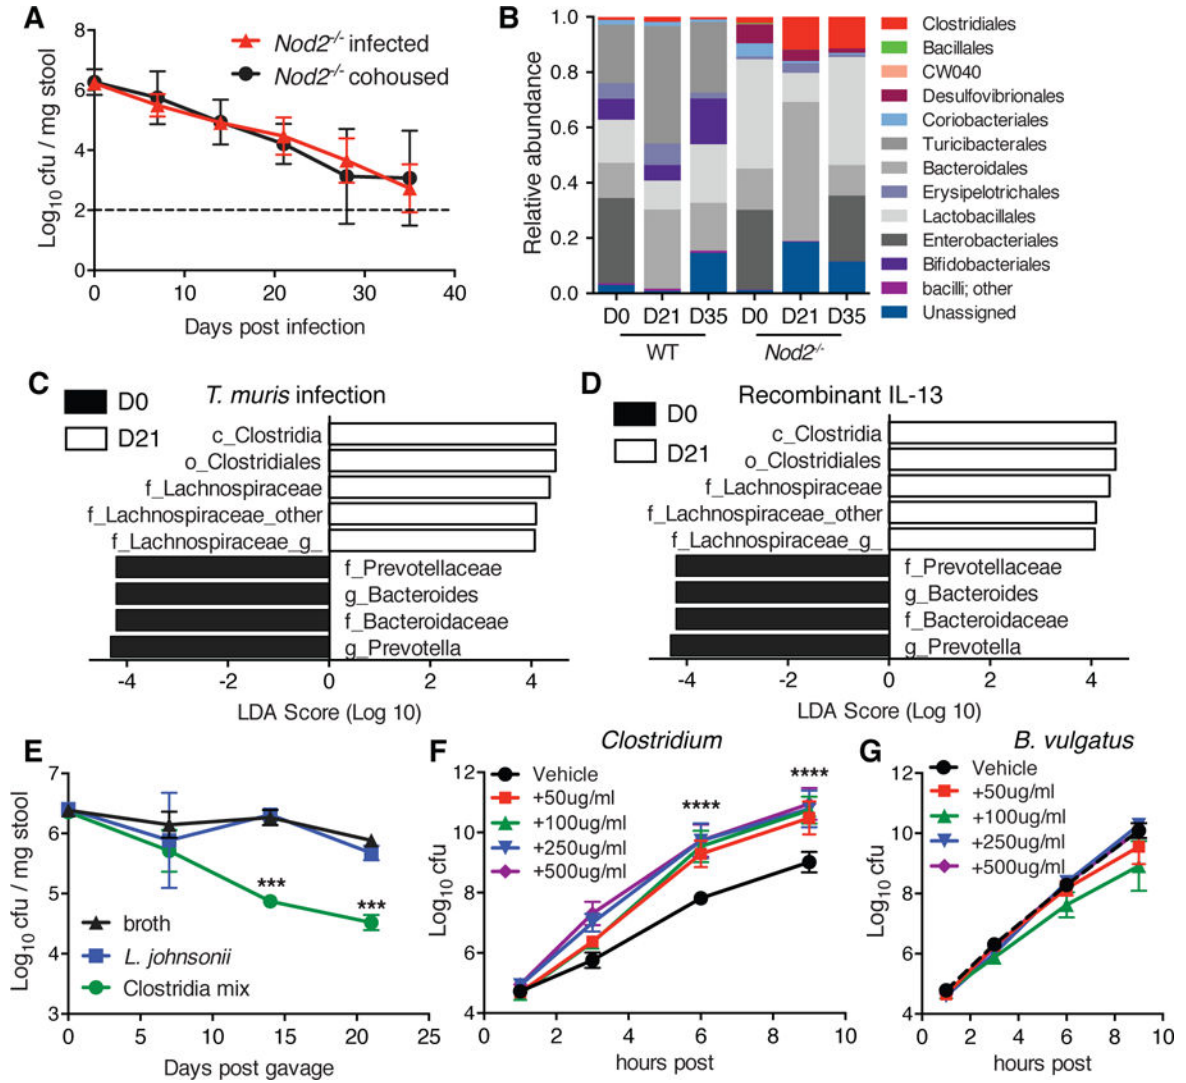 A
Log10 cfu / mg stool
8
6
4
2
0
Nod2-/- infected
Nod2-/- cohoused
0 10 20 30 40
Days post infection
B
Relative abundance
1.0
0.8
0.6
0.4
0.2
0.0
D0 D21 D35 D0 D21 D35
WT Nod2-/-
Clostridiales
Bacillales
CW040
Desulfovibrionales
Coriobacteriales
Turicibacterales
Bacteroidales
Erysipelotrichales
Lactobacillales
Enterobacteriales
Bifidobacteriales
bacilli; other
Unassigned
C
D0
D21
T. muris infection
c_Clostridia
o_Clostridiales
f_Lachnospiraceae
f_Lachnospiraceae_other
f_Lachnospiraceae_g_
f_Prevotellaceae
g_Bacteroides
f_Bacteroidaceae
g_Prevotella
-4 -2 0 2 4
LDA Score (Log 10)
D
D0
D21
Recombinant IL-13
c_Clostridia
o_Clostridiales
f_Lachnospiraceae
f_Lachnospiraceae_other
f_Lachnospiraceae_g_
f_Prevotellaceae
g_Bacteroides
f_Bacteroidaceae
g_Prevotella
-4 -2 0 2 4
LDA Score (Log 10)
E
Log10 cfu / mg stool
7
6
5
4
3
***
***
broth
L. johnsonii
Clostridia mix
0 5 10 15 20 25
Days post gavage
F
Clostridium
Log10 cfu
12
10
8
6
4
Vehicle
+50ug/ml
+100ug/ml
+250ug/ml
+500ug/ml
****
****
0 2 4 6 8 10
hours post
G
B. vulgatus
Log10 cfu
12
10
8
6
4
Vehicle
+50ug/ml
+100ug/ml
+250ug/ml
+500ug/ml
0 2 4 6 8 10
hours post